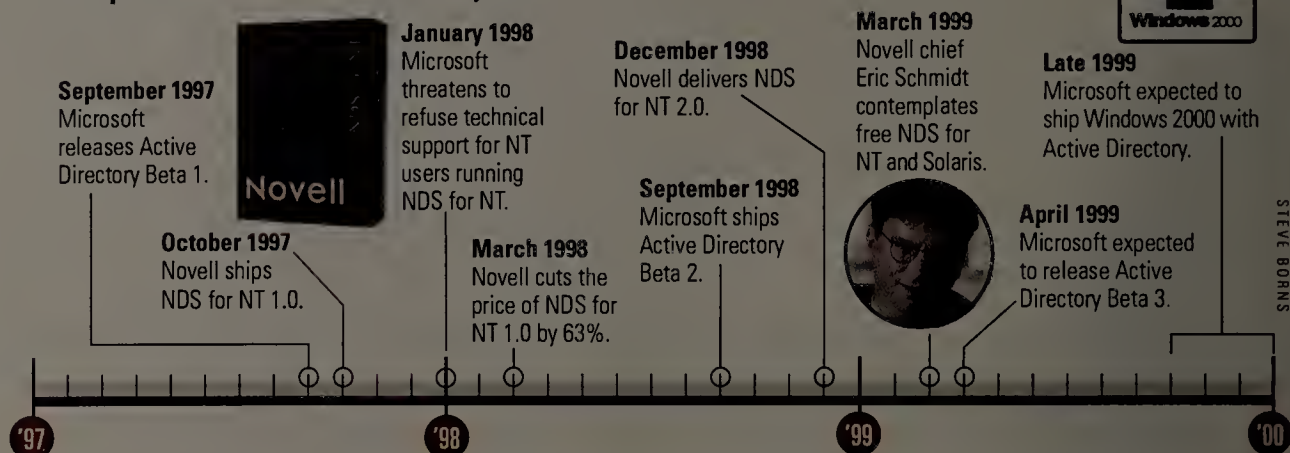 Windows 2000
September 1997
Microsoft
releases Active
Directory Beta 1.
October 1997
Novell ships
NDS for NT 1.0.
Novell
January 1998
Microsoft
threatens to
refuse technical
support for NT
users running
NDS for NT.
March 1998
Novell cuts the
price of NDS for
NT 1.0 by 63%.
September 1998
Microsoft ships
Active Directory
Beta 2.
December 1998
Novell delivers NDS
for NT 2.0.
March 1999
Novell chief
Eric Schmidt
contemplates
free NDS for
NT and Solaris.
April 1999
Microsoft expected
to release Active
Directory Beta 3.
Late 1999
Microsoft expected to
ship Windows 2000 with
Active Directory.
STEVE BORNS
'97
'98
'99
'00